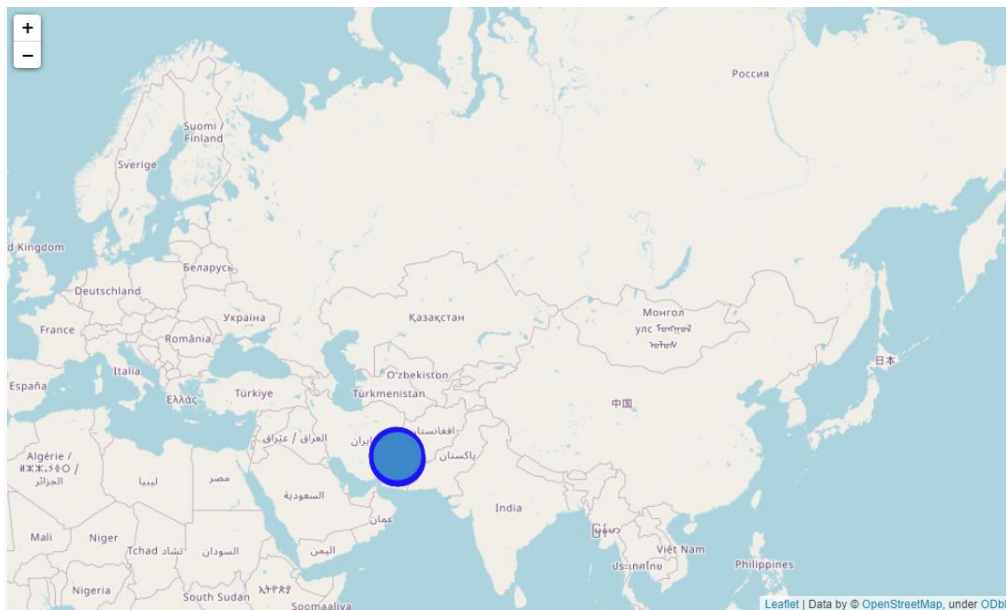 +
−
Россия
Suomi /
Finland
Sverige
d Kingdom
Беларусь
Deutschland
Україна
Қазақстан
Монгол
улс
France
România
日本
Italia
O'zbekiston
España
Ελλάς
Türkiye
Türkmenistan
中国
افغانستان
ایران
العراق / عێراق
پاکستان
Algérie /
الجزائر
ليبيا
مصر
السعودية
India
عمان
Mali
Niger
Tchad تشاد
السودان
اليمن
Việt Nam
ประเทศไทย
Philippines
Nigeria
South Sudan
Soomaaliya
Leaflet | Data by © OpenStreetMap, under ODbL